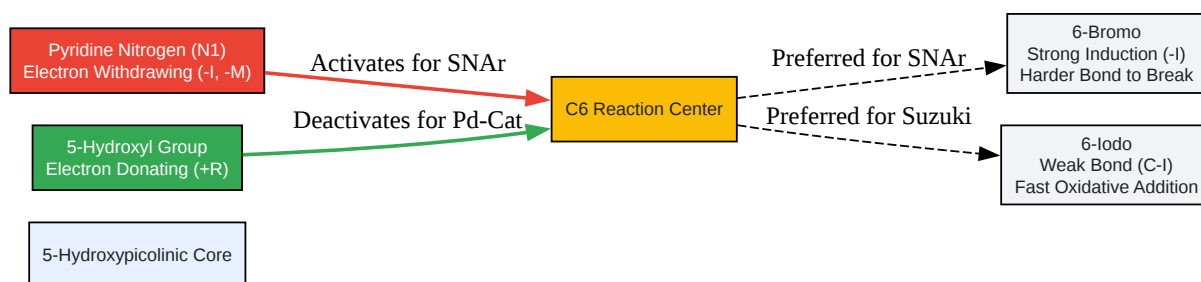 Pyridine Nitrogen (N1)
Electron Withdrawing (-I, -M)
5-Hydroxyl Group
Electron Donating (+R)
5-Hydroxypicolinic Core
Activates for SNAr
Deactivates for Pd-Cat
C6 Reaction Center
Preferred for SNAr
Preferred for Suzuki
6-Bromo
Strong Induction (-I)
Harder Bond to Break
6-Iodo
Weak Bond (C-I)
Fast Oxidative Addition